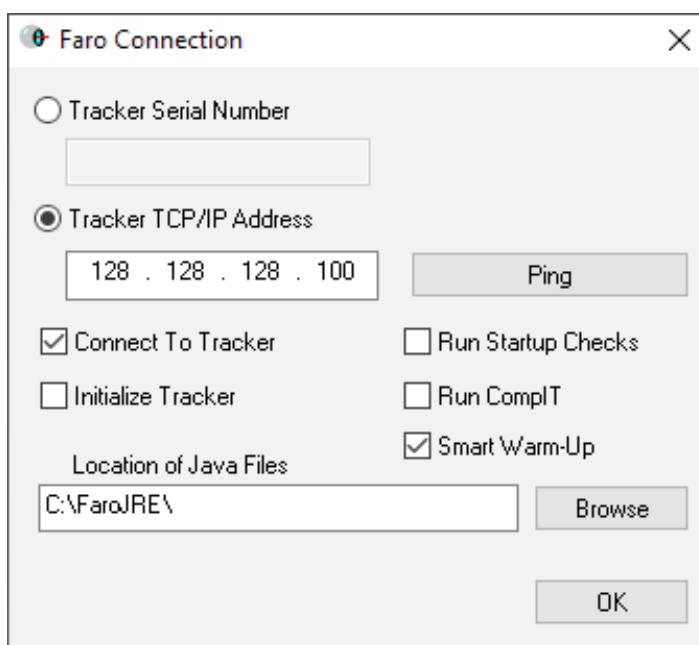 Faro Connection
Tracker Serial Number
Tracker TCP/IP Address
128 . 128 . 128 . 100
Ping
Connect To Tracker
Run Startup Checks
Initialize Tracker
Run CompIT
Smart Warm-Up
Location of Java Files
C:\FaroJRE\
Browse
OK